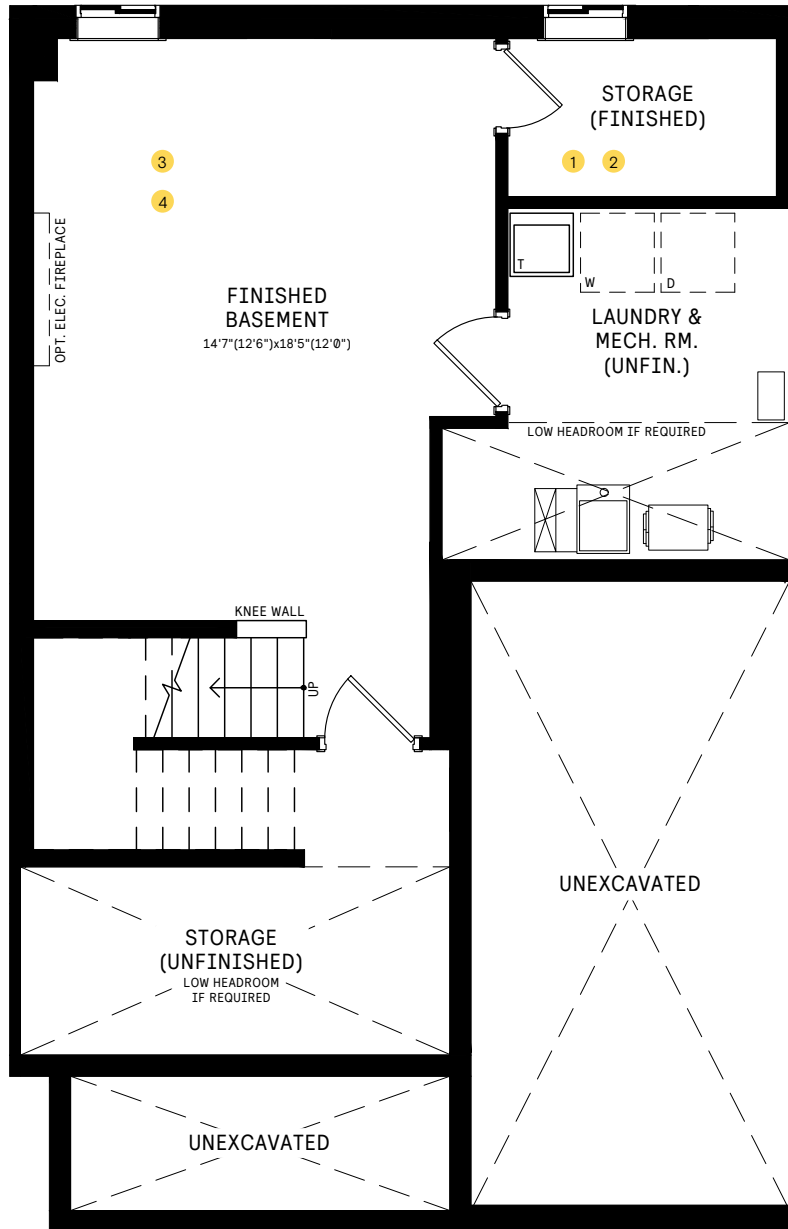 STORAGE
(FINISHED)
1 2
3
4
OPT. ELEC. FIREPLACE
T
W
D
FINISHED
BASEMENT
14'7"(12'6")x18'5"(12'0")
LAUNDRY &
MECH. RM.
(UNFIN.)
LOW HEADROOM IF REQUIRED
KNEE WALL
UP
UNEXCAVATED
STORAGE
(UNFINISHED)
LOW HEADROOM
IF REQUIRED
UNEXCAVATED